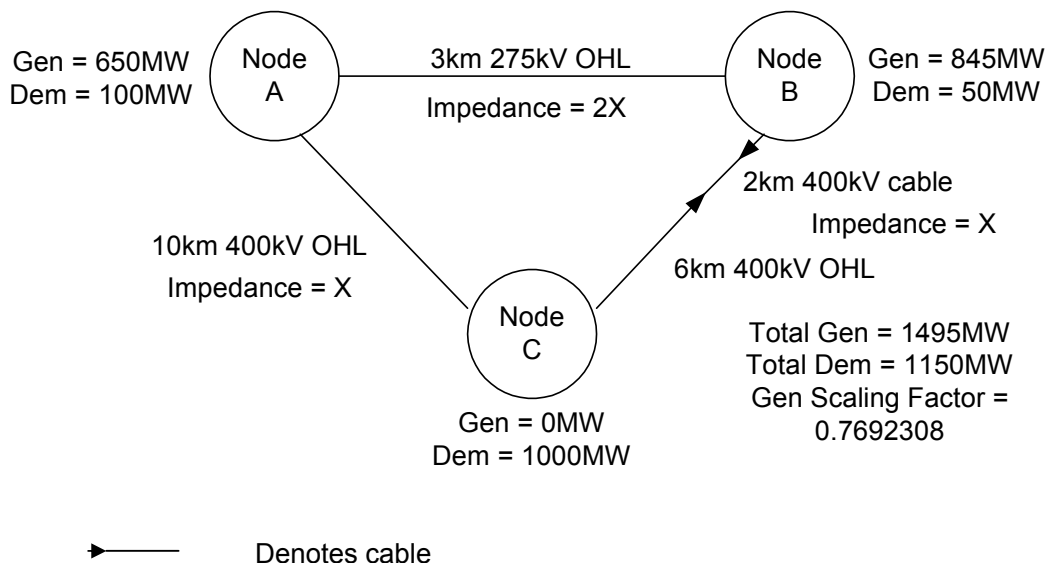 Gen = 650MW
Dem = 100MW
Node
A
3km 275kV OHL
Impedance = 2X
Node
B
Gen = 845MW
Dem = 50MW
2km 400kV cable
Impedance = X
10km 400kV OHL
Impedance = X
6km 400kV OHL
Node
C
Gen = 0MW
Dem = 1000MW
Total Gen = 1495MW
Total Dem = 1150MW
Gen Scaling Factor =
0.7692308
Denotes cable